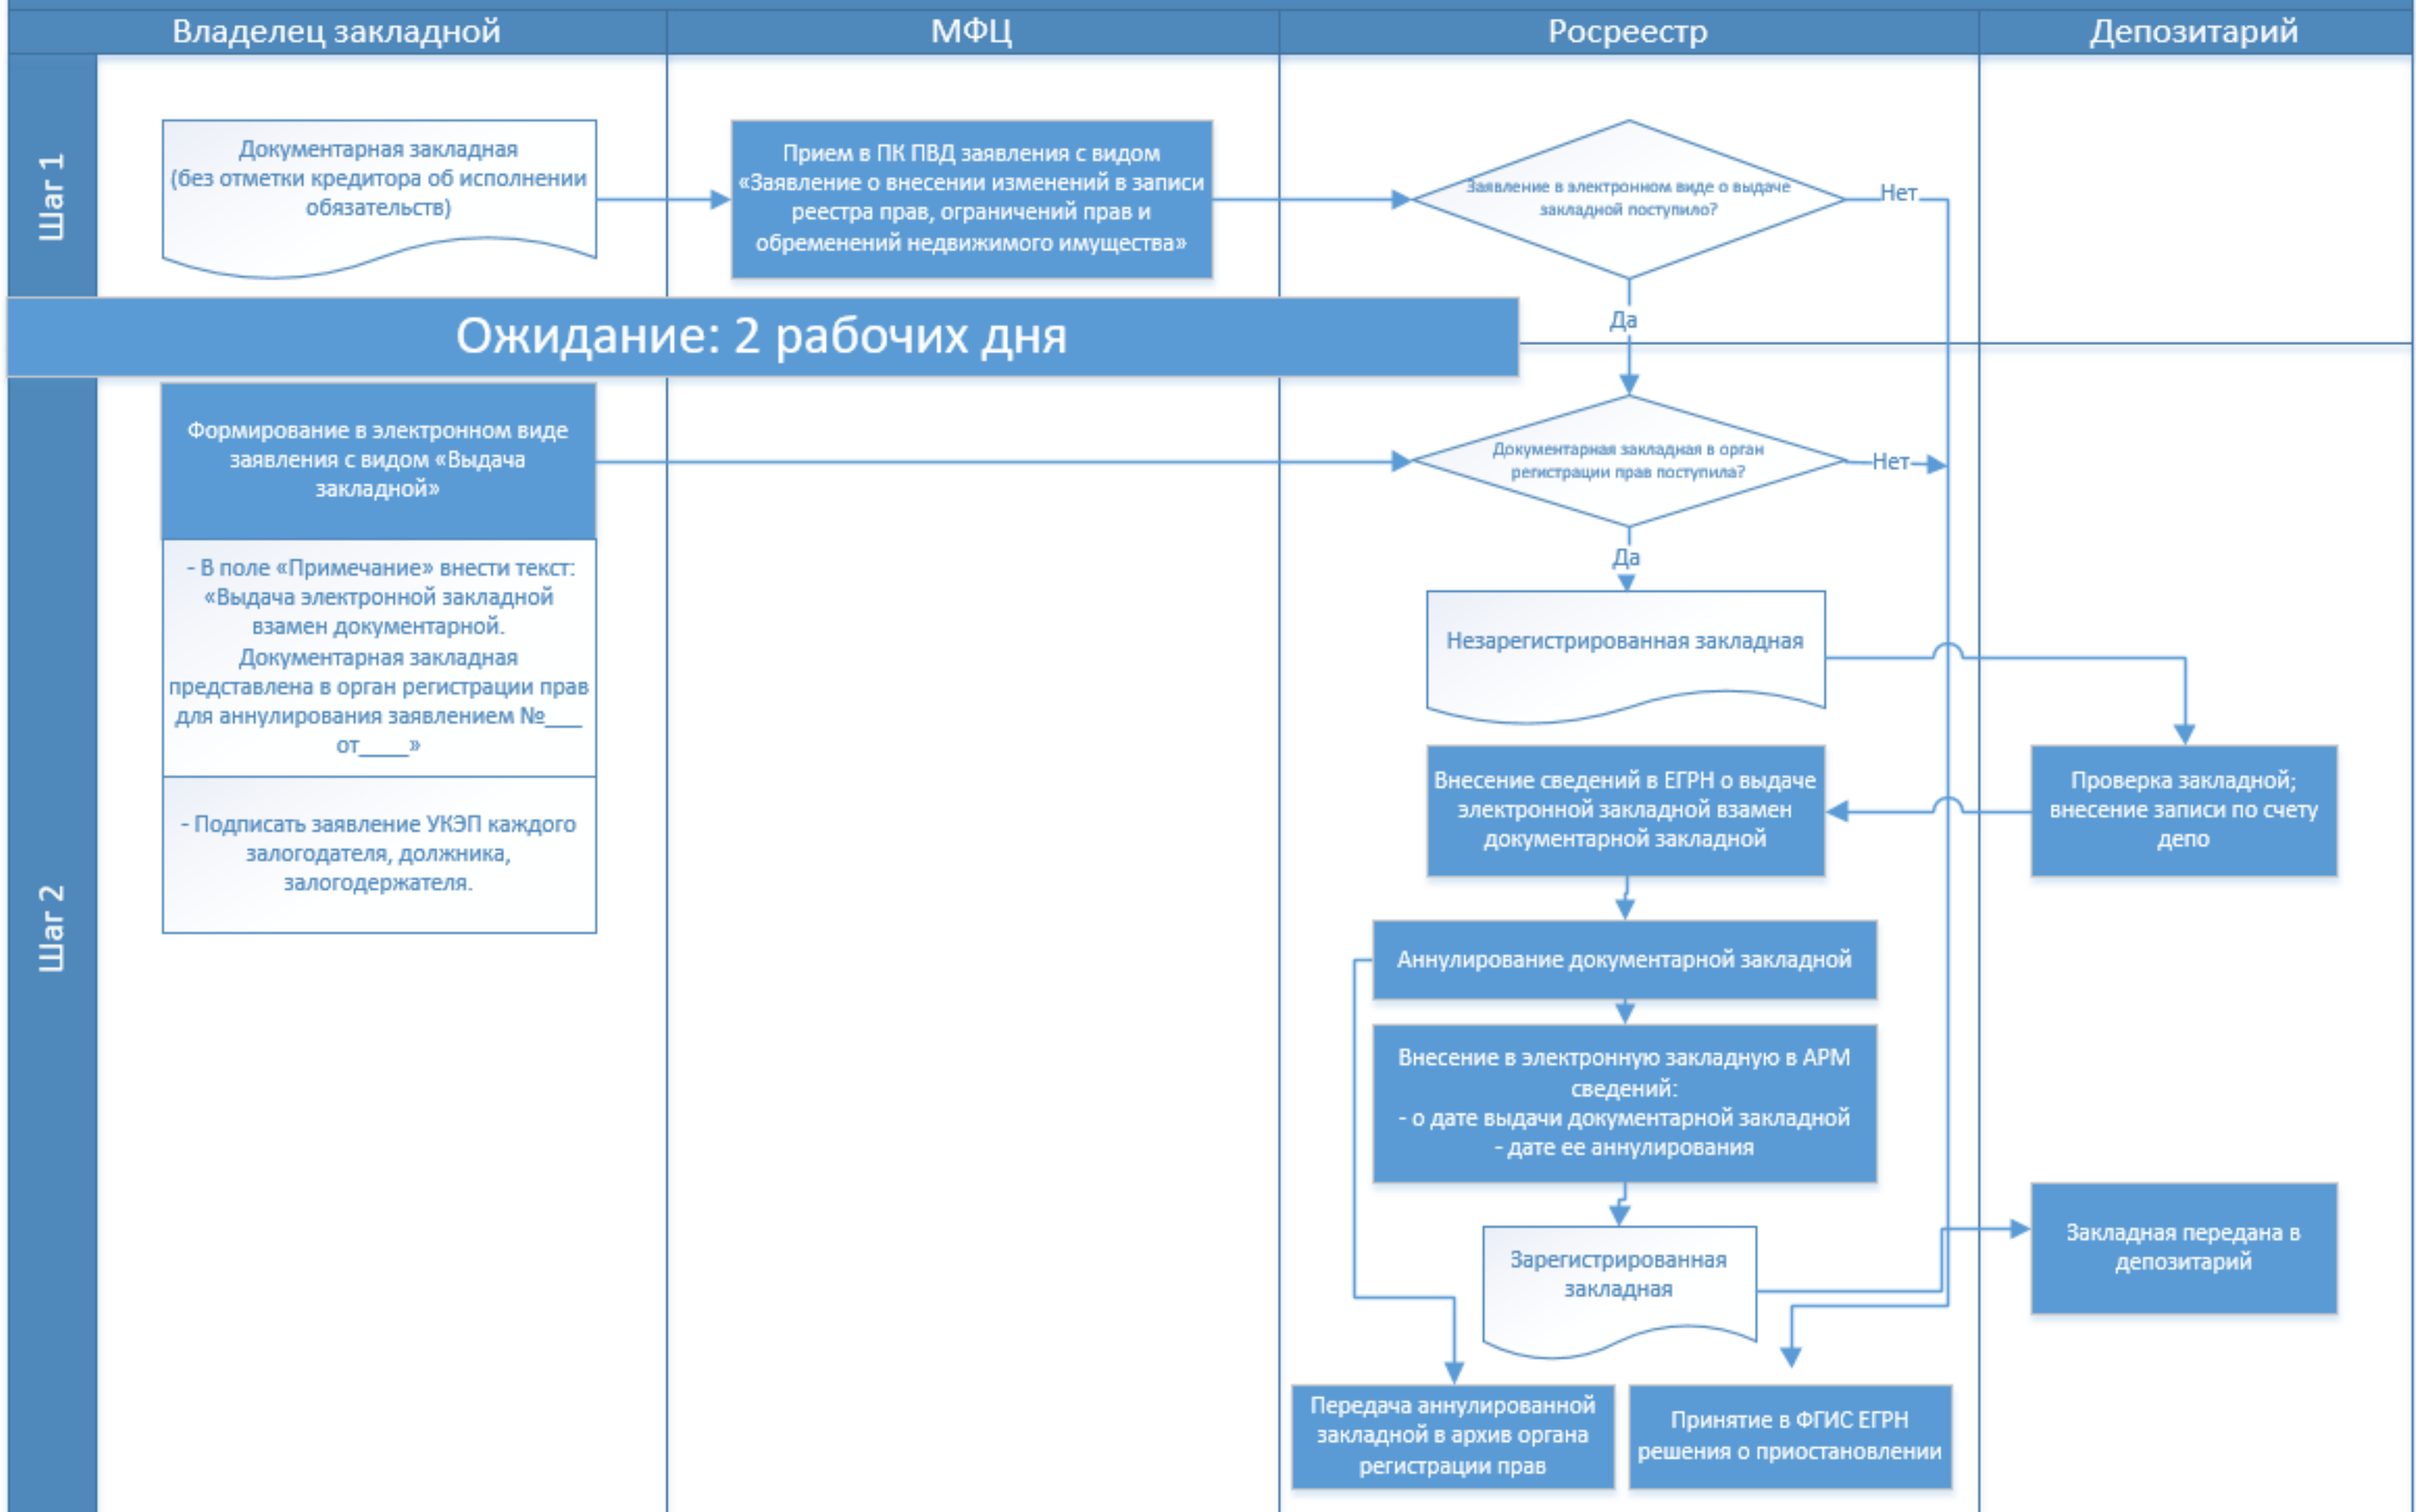 Владелец закладной
МФЦ
Росреестр
Депозитарий
Шаг 1
Документарная закладная
(без отметки кредитора об исполнении
обязательств)
Прием в ПК ПВД заявления с видом
«Заявление о внесении изменений в записи
реестра прав, ограничений прав и
обременений недвижимого имущества»
Заявление в электронном виде о выдаче
закладной поступило?
Нет
Да
Ожидание: 2 рабочих дня
Шаг 2
Формирование в электронном виде
заявления с видом «Выдача
закладной»
- В поле «Примечание» внести текст:
«Выдача электронной закладной
взамен документарной.
Документарная закладная
представлена в орган регистрации прав
для аннулирования заявлением №___
от____»
- Подписать заявление УКЭП каждого
залогодателя, должника,
залогодержателя.
Документарная закладная в орган
регистрации прав поступила?
Нет
Да
Незарегистрированная закладная
Проверка закладной;
внесение записи по счету
депо
Внесение сведений в ЕГРН о выдаче
электронной закладной взамен
документарной закладной
Аннулирование документарной закладной
Внесение в электронную закладную в АРМ
сведений:
- о дате выдачи документарной закладной
- дате ее аннулирования
Зарегистрированная
закладная
Закладная передана в
депозитарий
Передача аннулированной
закладной в архив органа
регистрации прав
Принятие в ФГИС ЕГРН
решения о приостановлении